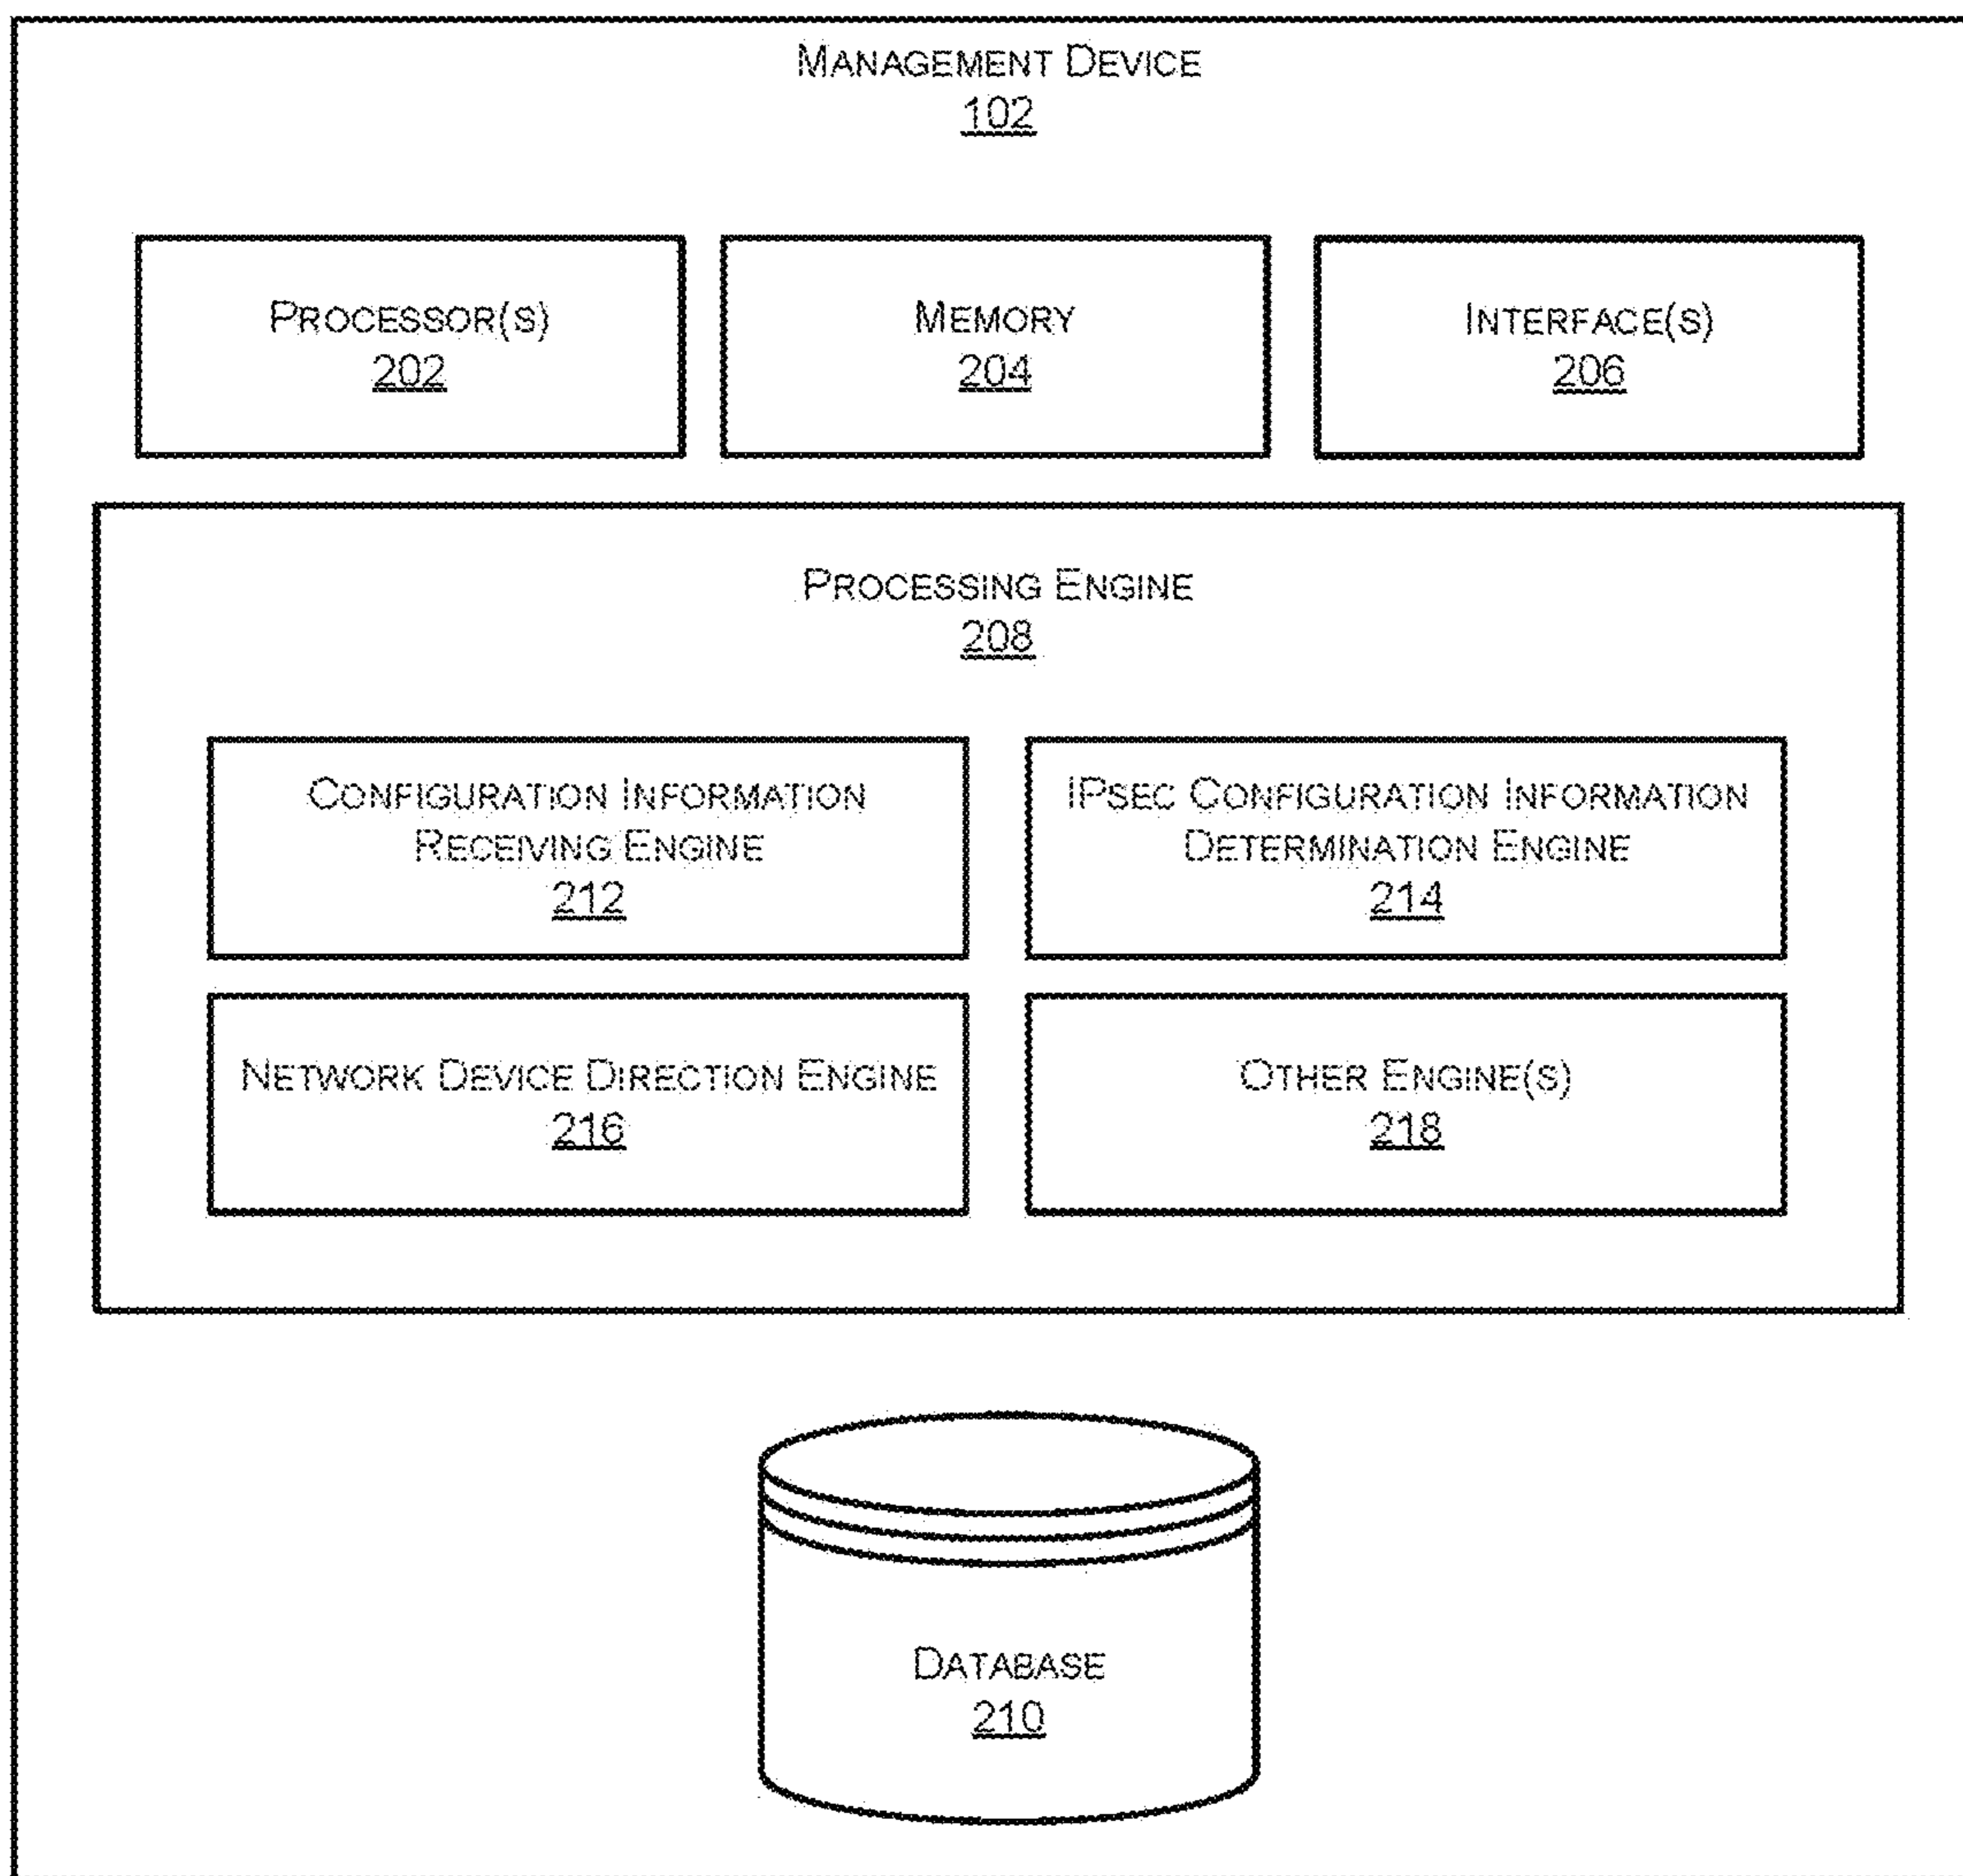 MANAGEMENT DEVICE
102
PROCESSOR(S)
202
MEMORY
204
INTERFACE(S)
206
PROCESSING ENGINE
208
CONFIGURATION INFORMATION
RECEIVING ENGINE
212
IPSEC CONFIGURATION INFORMATION
DETERMINATION ENGINE
214
NETWORK DEVICE DIRECTION ENGINE
216
OTHER ENGINE(S)
218
DATABASE
210